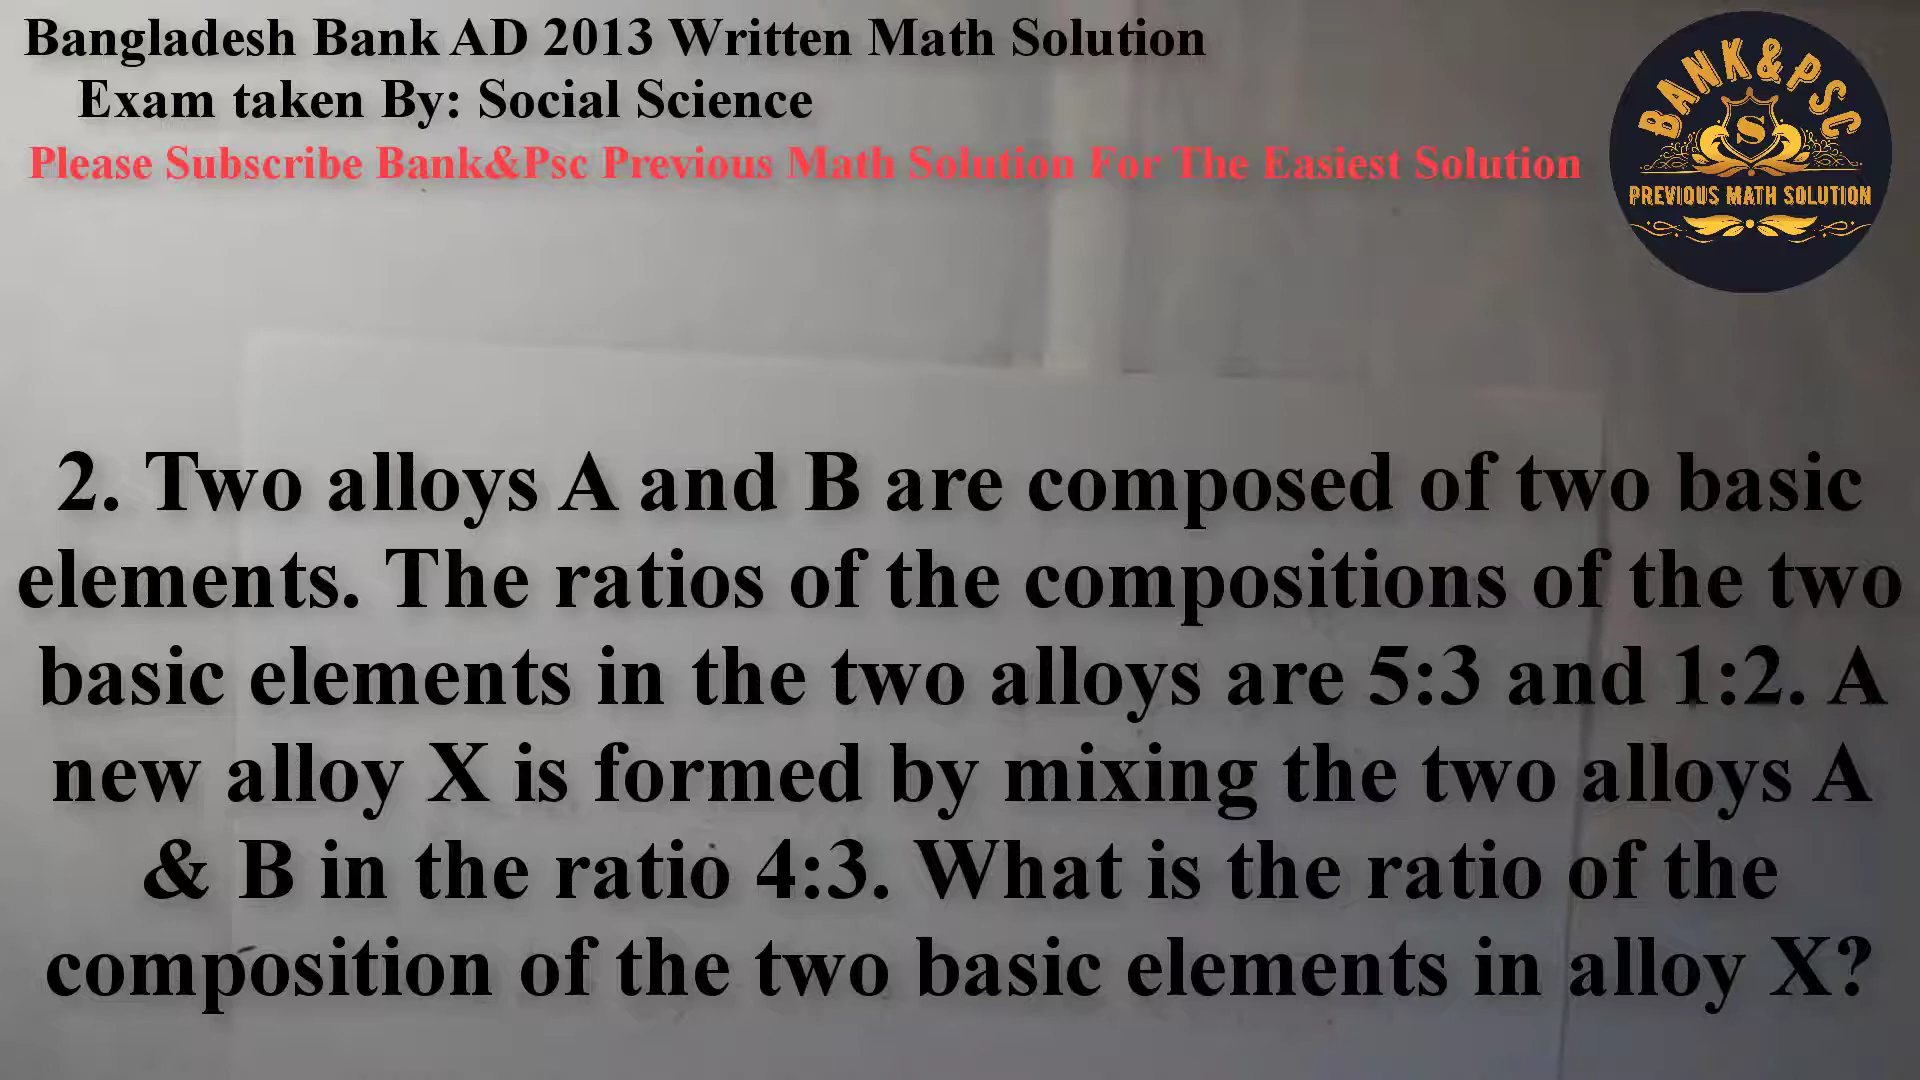 Bangladesh Bank AD 2013 Written Math Solution
Exam taken By: Social Science
Please Subscribe Bank&Psc Previous Math Solution For The Easiest Solution
BANK&PSC
S
PREVIOUS MATH SOLUTION
2. Two alloys A and B are composed of two basic
elements. The ratios of the compositions of the two
basic elements in the two alloys are 5:3 and 1:2. A
new alloy X is formed by mixing the two alloys A
& B in the ratio 4:3. What is the ratio of the
composition of the two basic elements in alloy X?